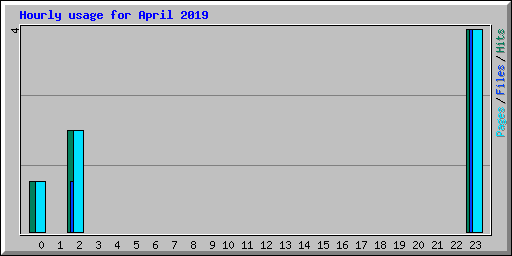 Hourly usage for April 2019
4
Pages/Files/Hits
0 1 2 3 4 5 6 7 8 9 10 11 12 13 14 15 16 17 18 19 20 21 22 23